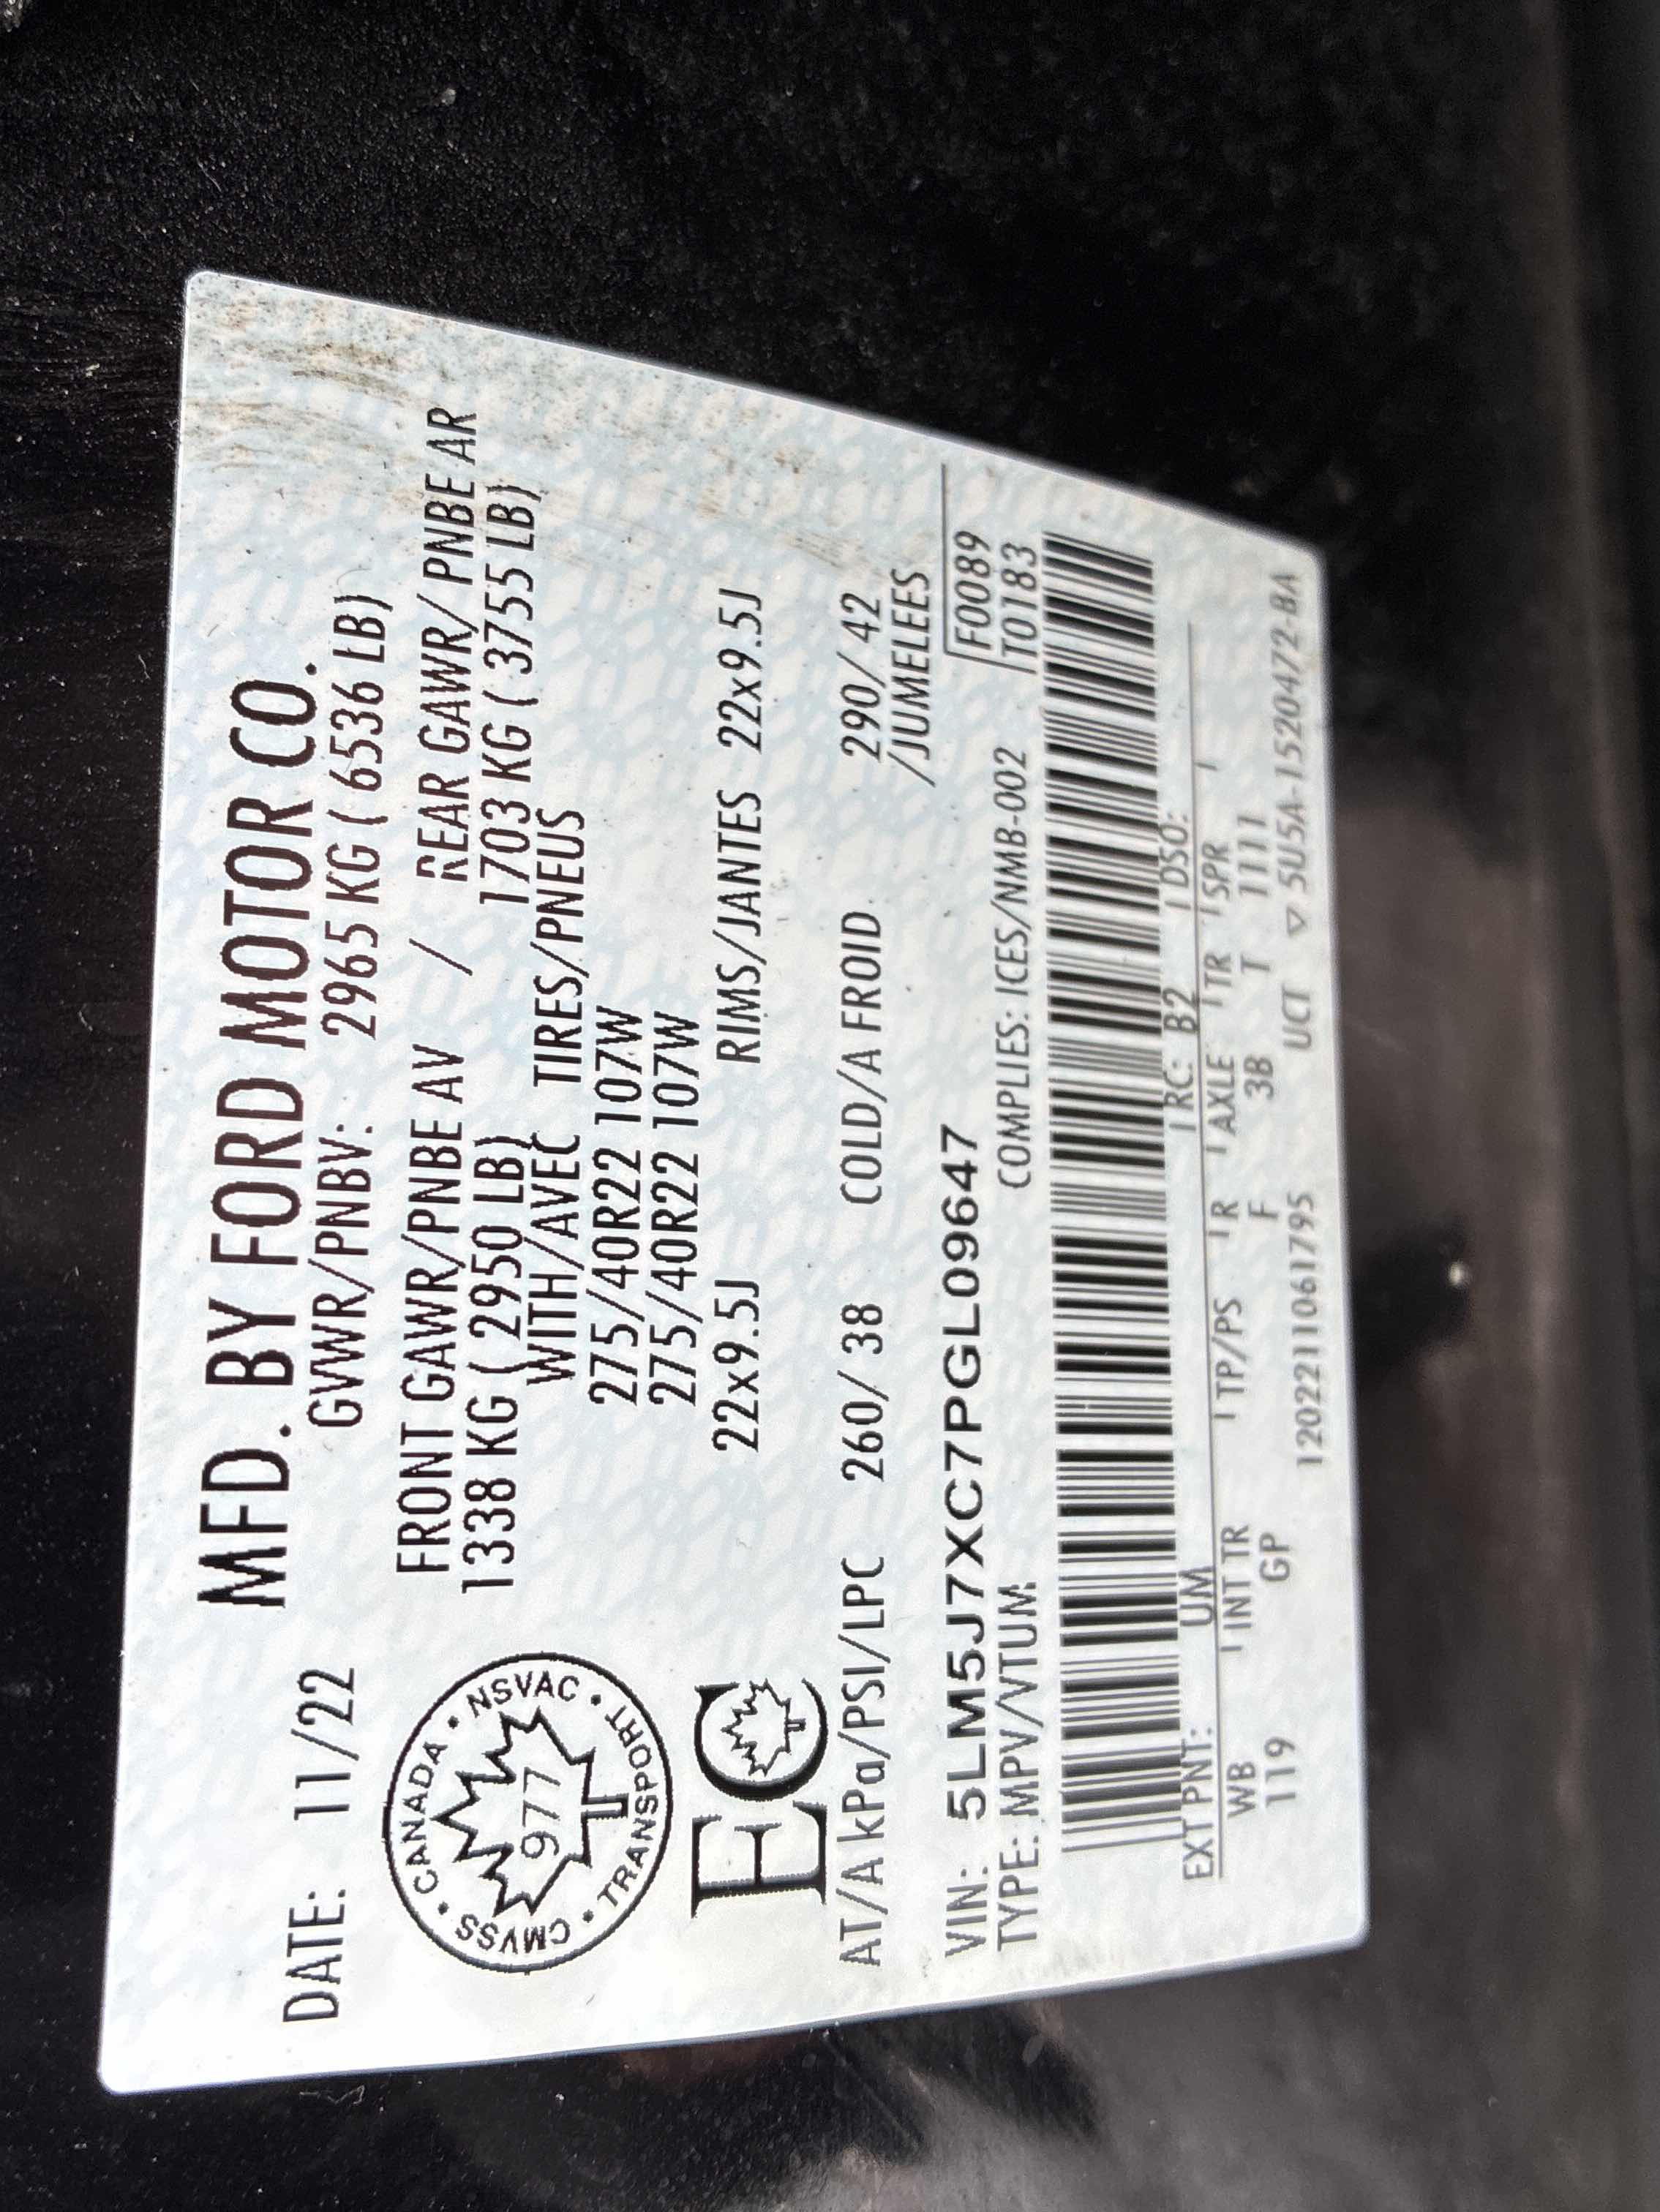 MFD. BY FORD MOTOR CO.
DATE: 11/22
GVWR/PNBV: 2965 KG ( 6536 LB)
FRONT GAWR/PNBE AV / REAR GAWR/ PNBE AR
1338 KG ( 2950 LB) 1703 KG ( 3755 LB)
WITH/AVEC TIRES/PNEUS
275/40R22 107W
275/40R22 107W
22x9.5J RIMS/JANTES 22x9.5J
CANADA • NSVAC • TRANSPORT • CMVSS •
977
EC
AT/A kPa/PSI/LPC 260/ 38 COLD/A FROID 290/ 42
/JUMELEES
VIN: 5LM5J7XC7PGL09647
F0089
TYPE: MPV/VTUM COMPLIES: ICES/NMB-002 T0183
EXT PNT: UM RC: B2 DSO:
WB INT TR TP/PS R AXLE TR SPR
119 GP F 3B T 1111
UCT
12022110617​95 ▽ 5U5A-1520472-BA